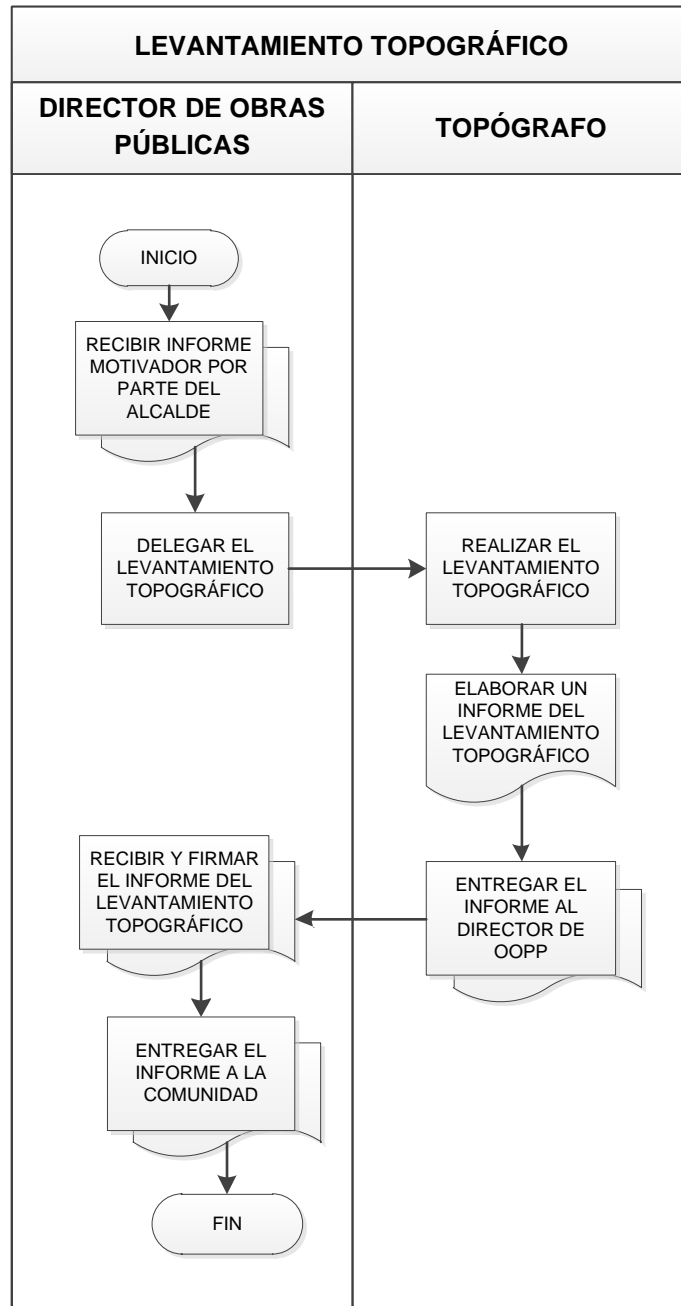 LEVANTAMIENTO TOPOGRÁFICO
DIRECTOR DE OBRAS
PÚBLICAS
TOPÓGRAFO
INICIO
RECIBIR INFORME
MOTIVADOR POR
PARTE DEL
ALCALDE
DELEGAR EL
LEVANTAMIENTO
TOPOGRÁFICO
REALIZAR EL
LEVANTAMIENTO
TOPOGRÁFICO
ELABORAR UN
INFORME DEL
LEVANTAMIENTO
TOPOGRÁFICO
ENTREGAR EL
INFORME AL
DIRECTOR DE
OOPP
RECIBIR Y FIRMAR
EL INFORME DEL
LEVANTAMIENTO
TOPOGRÁFICO
ENTREGAR EL
INFORME A LA
COMUNIDAD
FIN